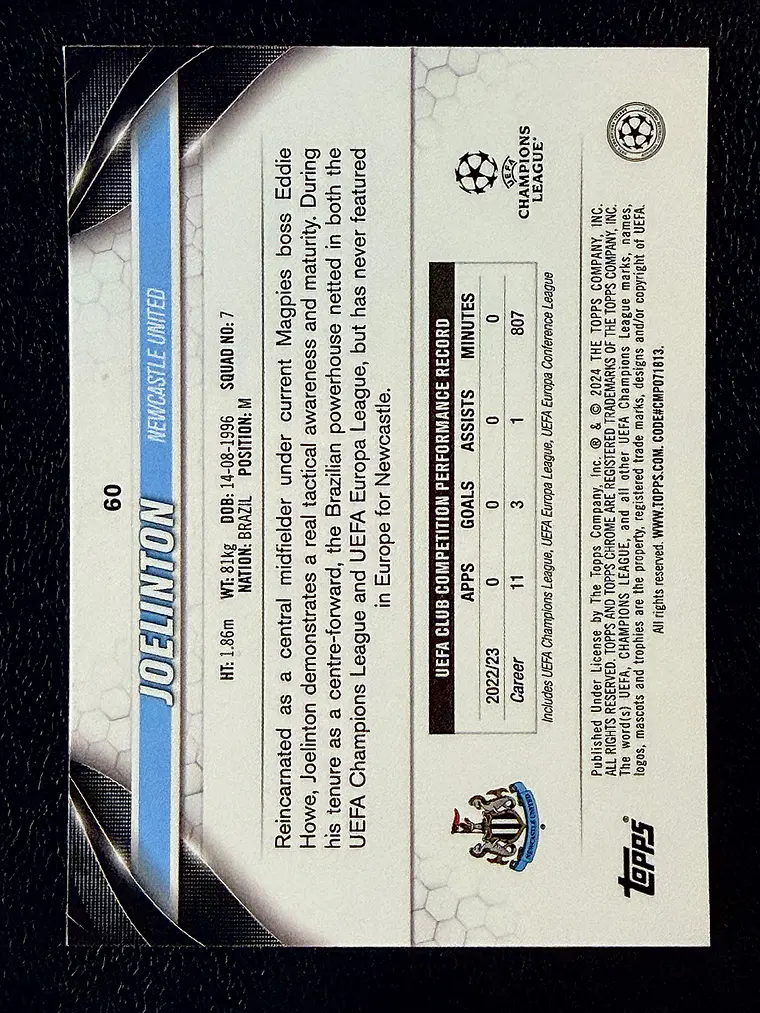 60
JOELINTON NEWCASTLE UNITED
HT: 1.86m WT: 81kg DOB: 14-08-1996 SQUAD NO: 7
NATION: BRAZIL POSITION: M
Reincarnated as a central midfielder under current Magpies boss Eddie
Howe, Joelinton demonstrates a real tactical awareness and maturity. During
his tenure as a centre-forward, the Brazilian powerhouse netted in both the
UEFA Champions League and UEFA Europa League, but has never featured
in Europe for Newcastle.
UEFA CLUB COMPETITION PERFORMANCE RECORD
APPS GOALS ASSISTS MINUTES
2022/23 0 0 0 0
Career 11 3 1 807
Includes UEFA Champions League, UEFA Europa League, UEFA Europa Conference League
NEWCASTLE UNITED
UEFA
CHAMPIONS
LEAGUE®
Topps®
Published Under License by The Topps Company, Inc. ® & © 2024 THE TOPPS COMPANY, INC.
ALL RIGHTS RESERVED. TOPPS AND TOPPS CHROME ARE REGISTERED TRADEMARKS OF THE TOPPS COMPANY, INC.
The word(s) UEFA, CHAMPIONS LEAGUE, and all other UEFA Champions League marks, names,
logos, mascots and trophies are the property, registered trade marks, designs and/or copyright of UEFA.
All rights reserved. WWW.TOPPS.COM. CODE#CMP071813.